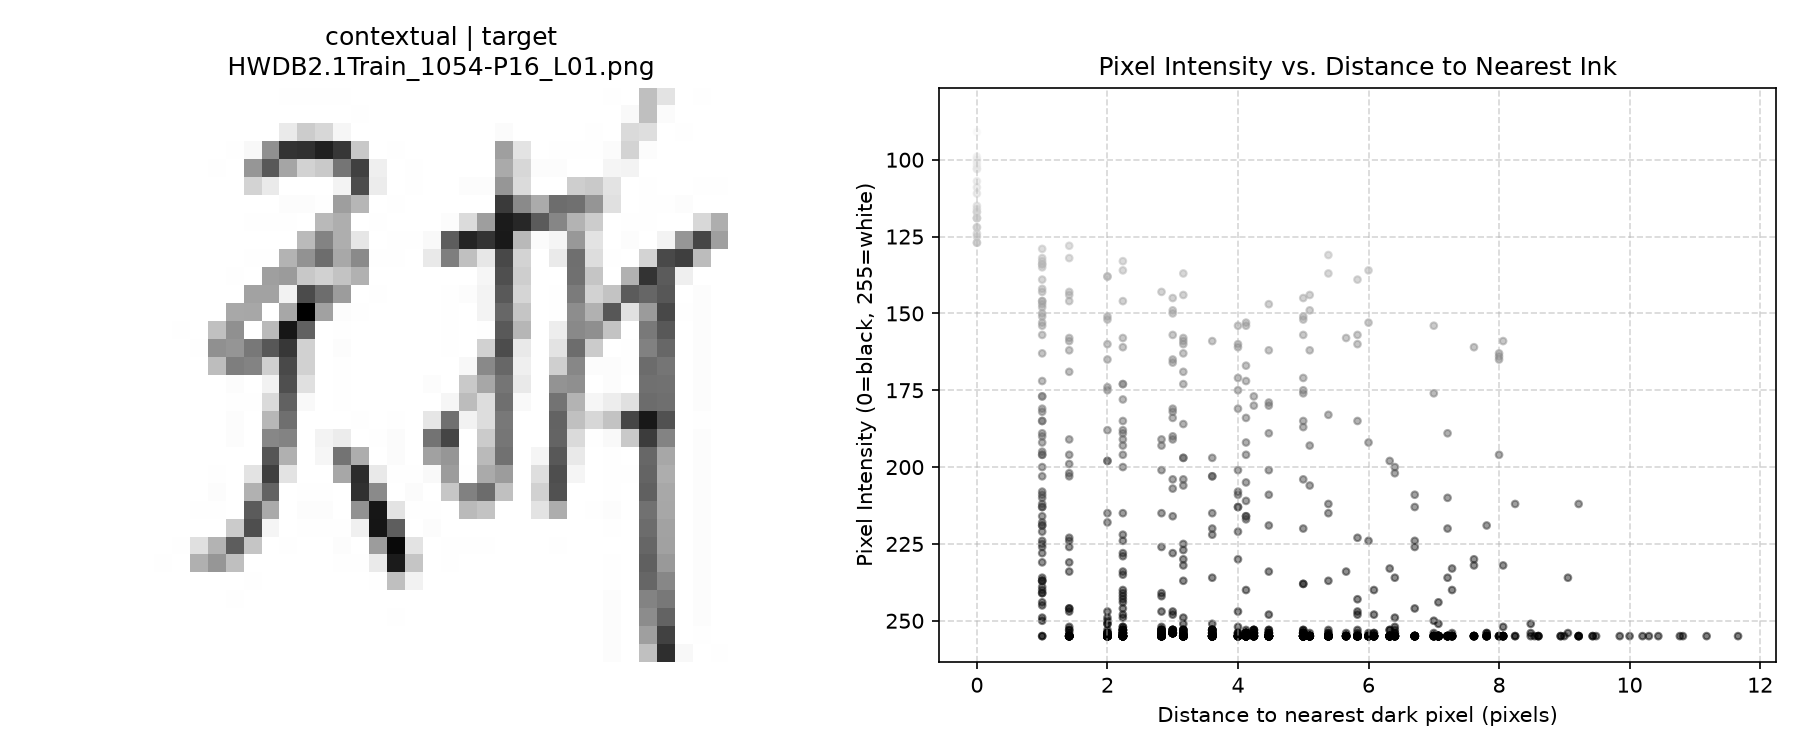 contextual | target
HWDB2.1Train_1054-P16_L01.png
Pixel Intensity vs. Distance to Nearest Ink
Pixel Intensity (0=black, 255=white)
100
125
150
175
200
225
250
0 2 4 6 8 10 12
Distance to nearest dark pixel (pixels)